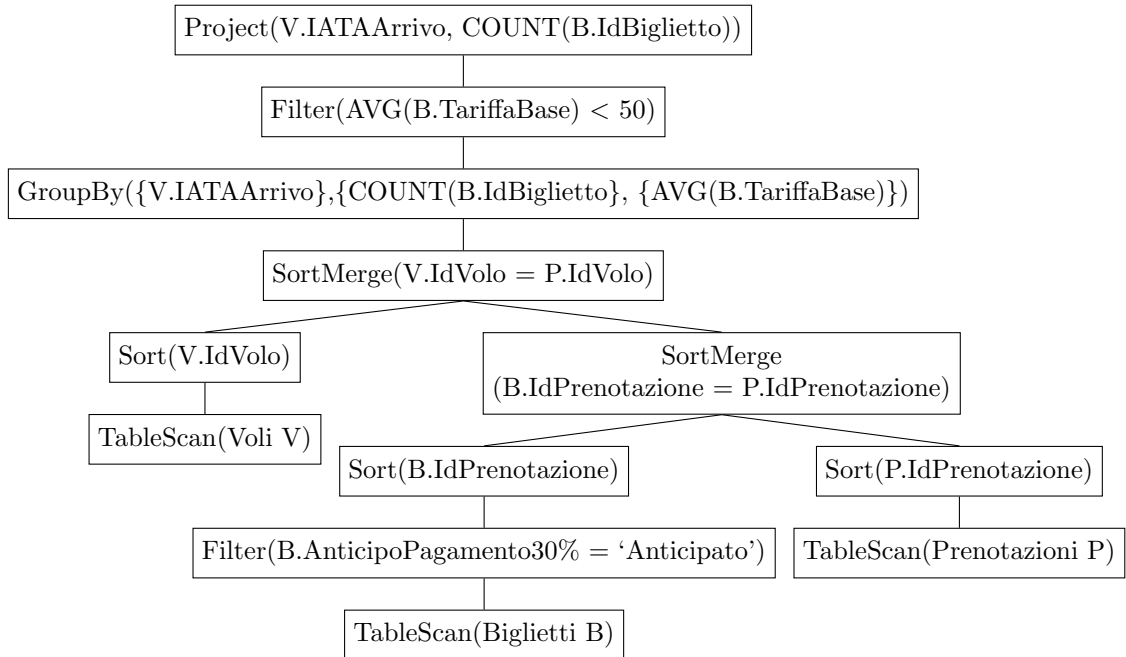 Project(V.IATAArrivo, COUNT(B.IdBiglietto))
Filter(AVG(B.TariffaBase) < 50)
GroupBy({V.IATAArrivo},{COUNT(B.IdBiglietto}, {AVG(B.TariffaBase)})
SortMerge(V.IdVolo = P.IdVolo)
Sort(V.IdVolo)
SortMerge
(B.IdPrenotazione = P.IdPrenotazione)
TableScan(Voli V)
Sort(B.IdPrenotazione)
Sort(P.IdPrenotazione)
Filter(B.AnticipoPagamento30% = ‘Anticipato’)
TableScan(Prenotazioni P)
TableScan(Biglietti B)